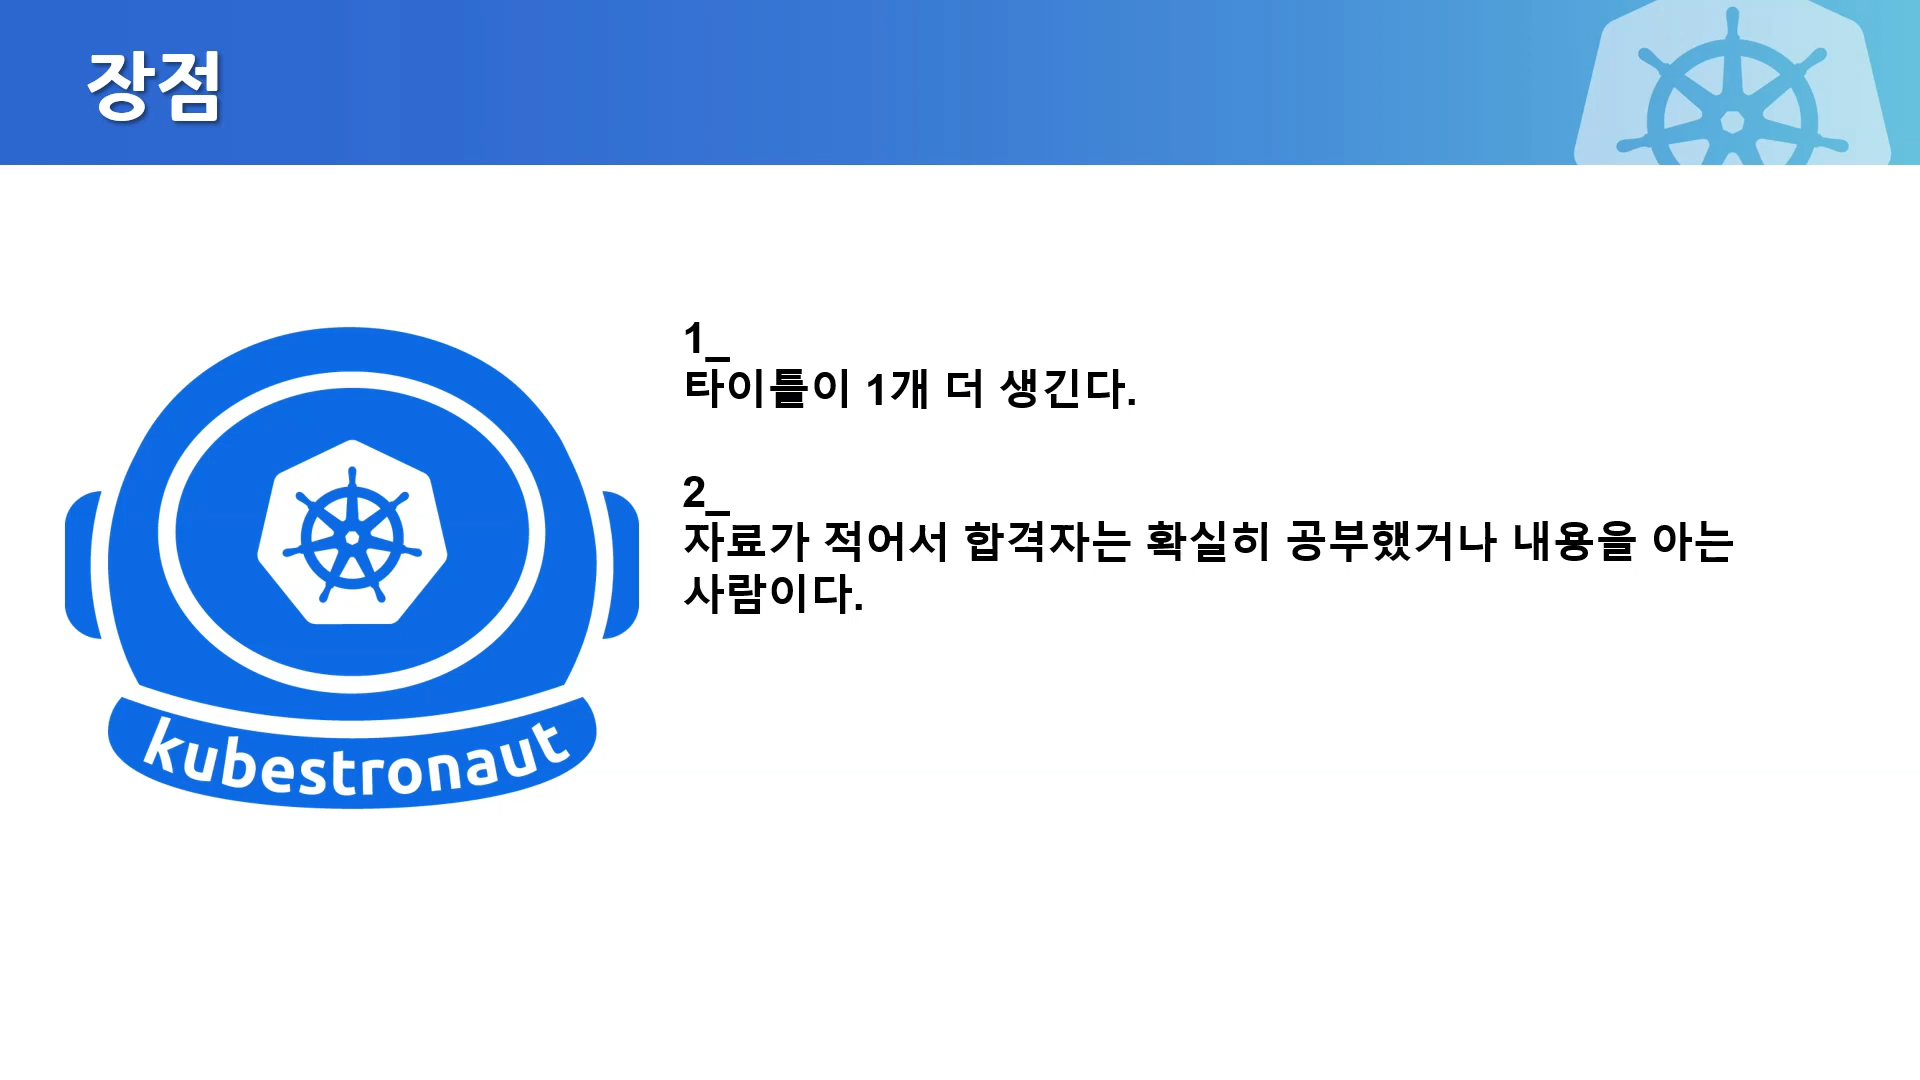 장점
1_
타이틀이 1개 더 생긴다.
2_
자료가 적어서 합격자는 확실히 공부했거나 내용을 아는
사람이다.
kubestronaut